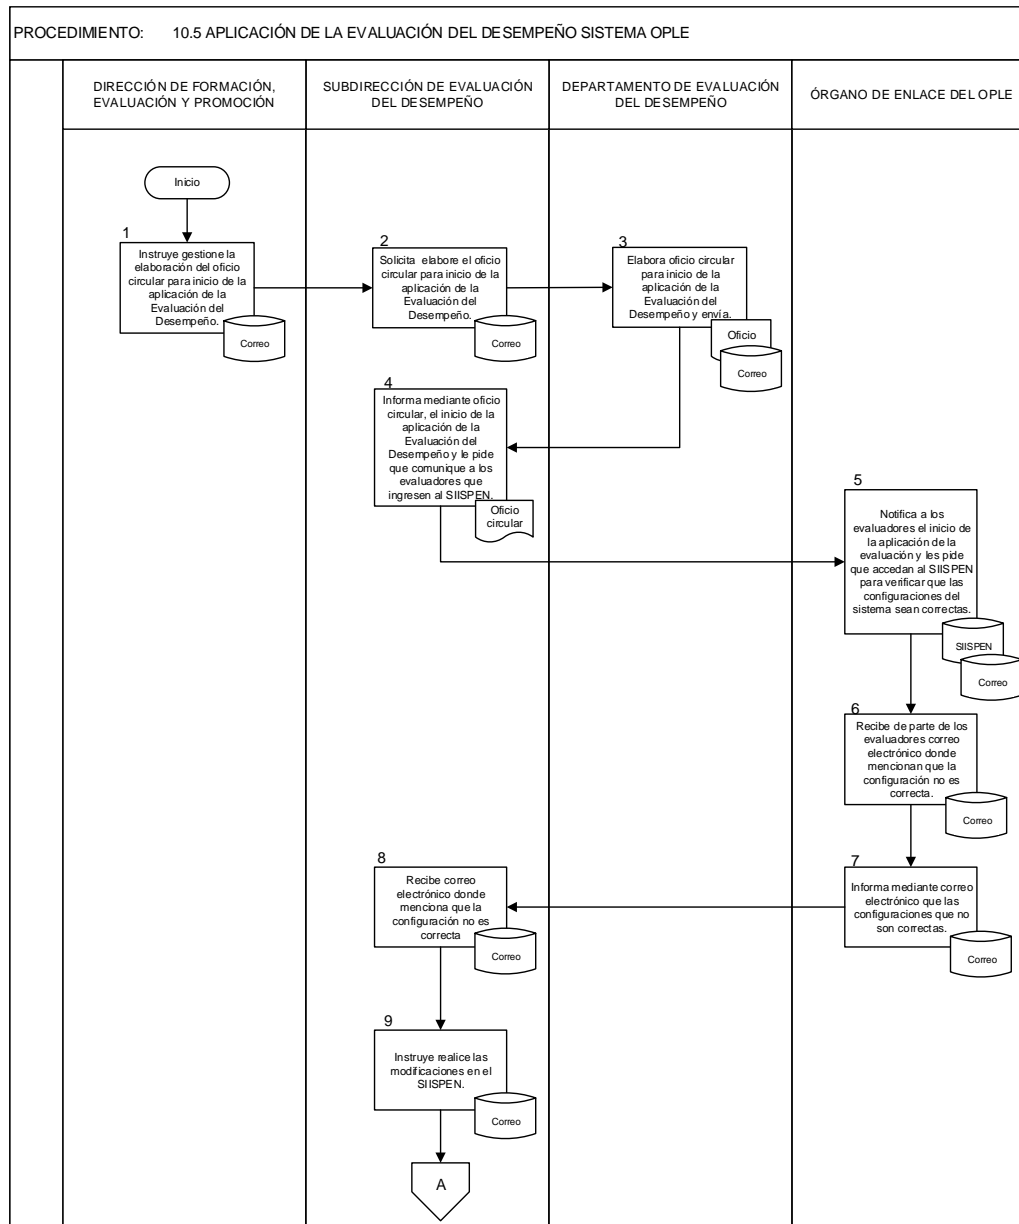 PROCEDIMIENTO: 10.5 APLICACIÓN DE LA EVALUACIÓN DEL DESEMPEÑO SISTEMA OPLE
DIRECCIÓN DE FORMACIÓN,
EVALUACIÓN Y PROMOCIÓN
SUBDIRECCIÓN DE EVALUACIÓN
DEL DESEMPEÑO
DEPARTAMENTO DE EVALUACIÓN
DEL DESEMPEÑO
ÓRGANO DE ENLACE DEL OPLE
Inicio
1
Instruye gestione la
elaboración del oficio
circular para inicio de la
aplicación de la
Evaluación del
Desempeño.
Correo
2
Solicita elabore el oficio
circular para inicio de la
aplicación de la
Evaluación del
Desempeño.
Correo
3
Elabora oficio circular
para inicio de la
aplicación de la
Evaluación del
Desempeño y envía.
Oficio
Correo
4
Informa mediante oficio
circular, el inicio de la
aplicación de la
Evaluación del
Desempeño y le pide
que comunique a los
evaluadores que
ingresen al SIISPEN.
Oficio
circular
5
Notifica a los
evaluadores el inicio de
la aplicación de la
evaluación y les pide
que accedan al SIISPEN
para verificar que las
configuraciones del
sistema sean correctas.
SIISPEN
Correo
6
Recibe de parte de los
evaluadores correo
electrónico donde
mencionan que la
configuración no es
correcta.
Correo
7
Informa mediante correo
electrónico que las
configuraciones que no
son correctas.
Correo
8
Recibe correo
electrónico donde
menciona que la
configuración no es
correcta
Correo
9
Instruye realice las
modificaciones en el
SIISPEN.
Correo
A